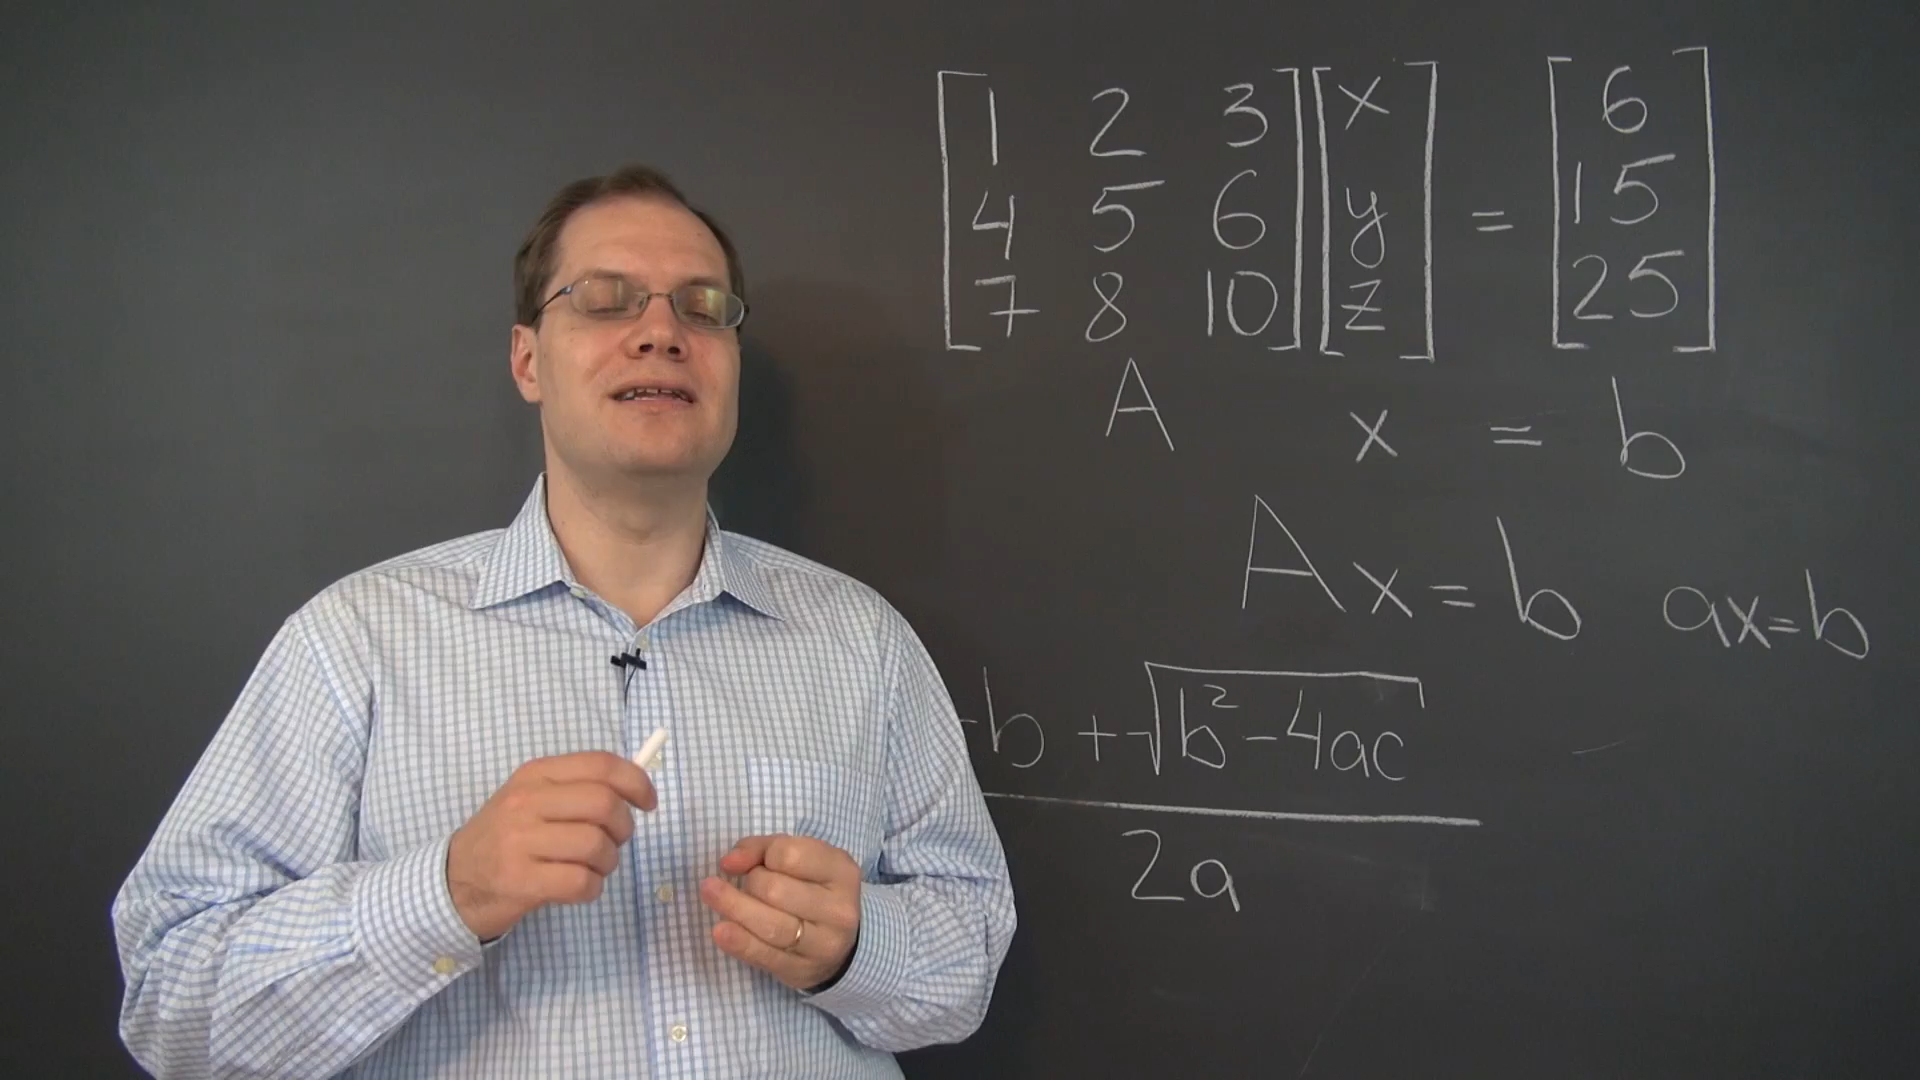 1 2 3 x 6
4 5 6 y = 15
7 8 10 z 25
A x = b
Ax=b ax=b
-b +√b²-4ac
2a